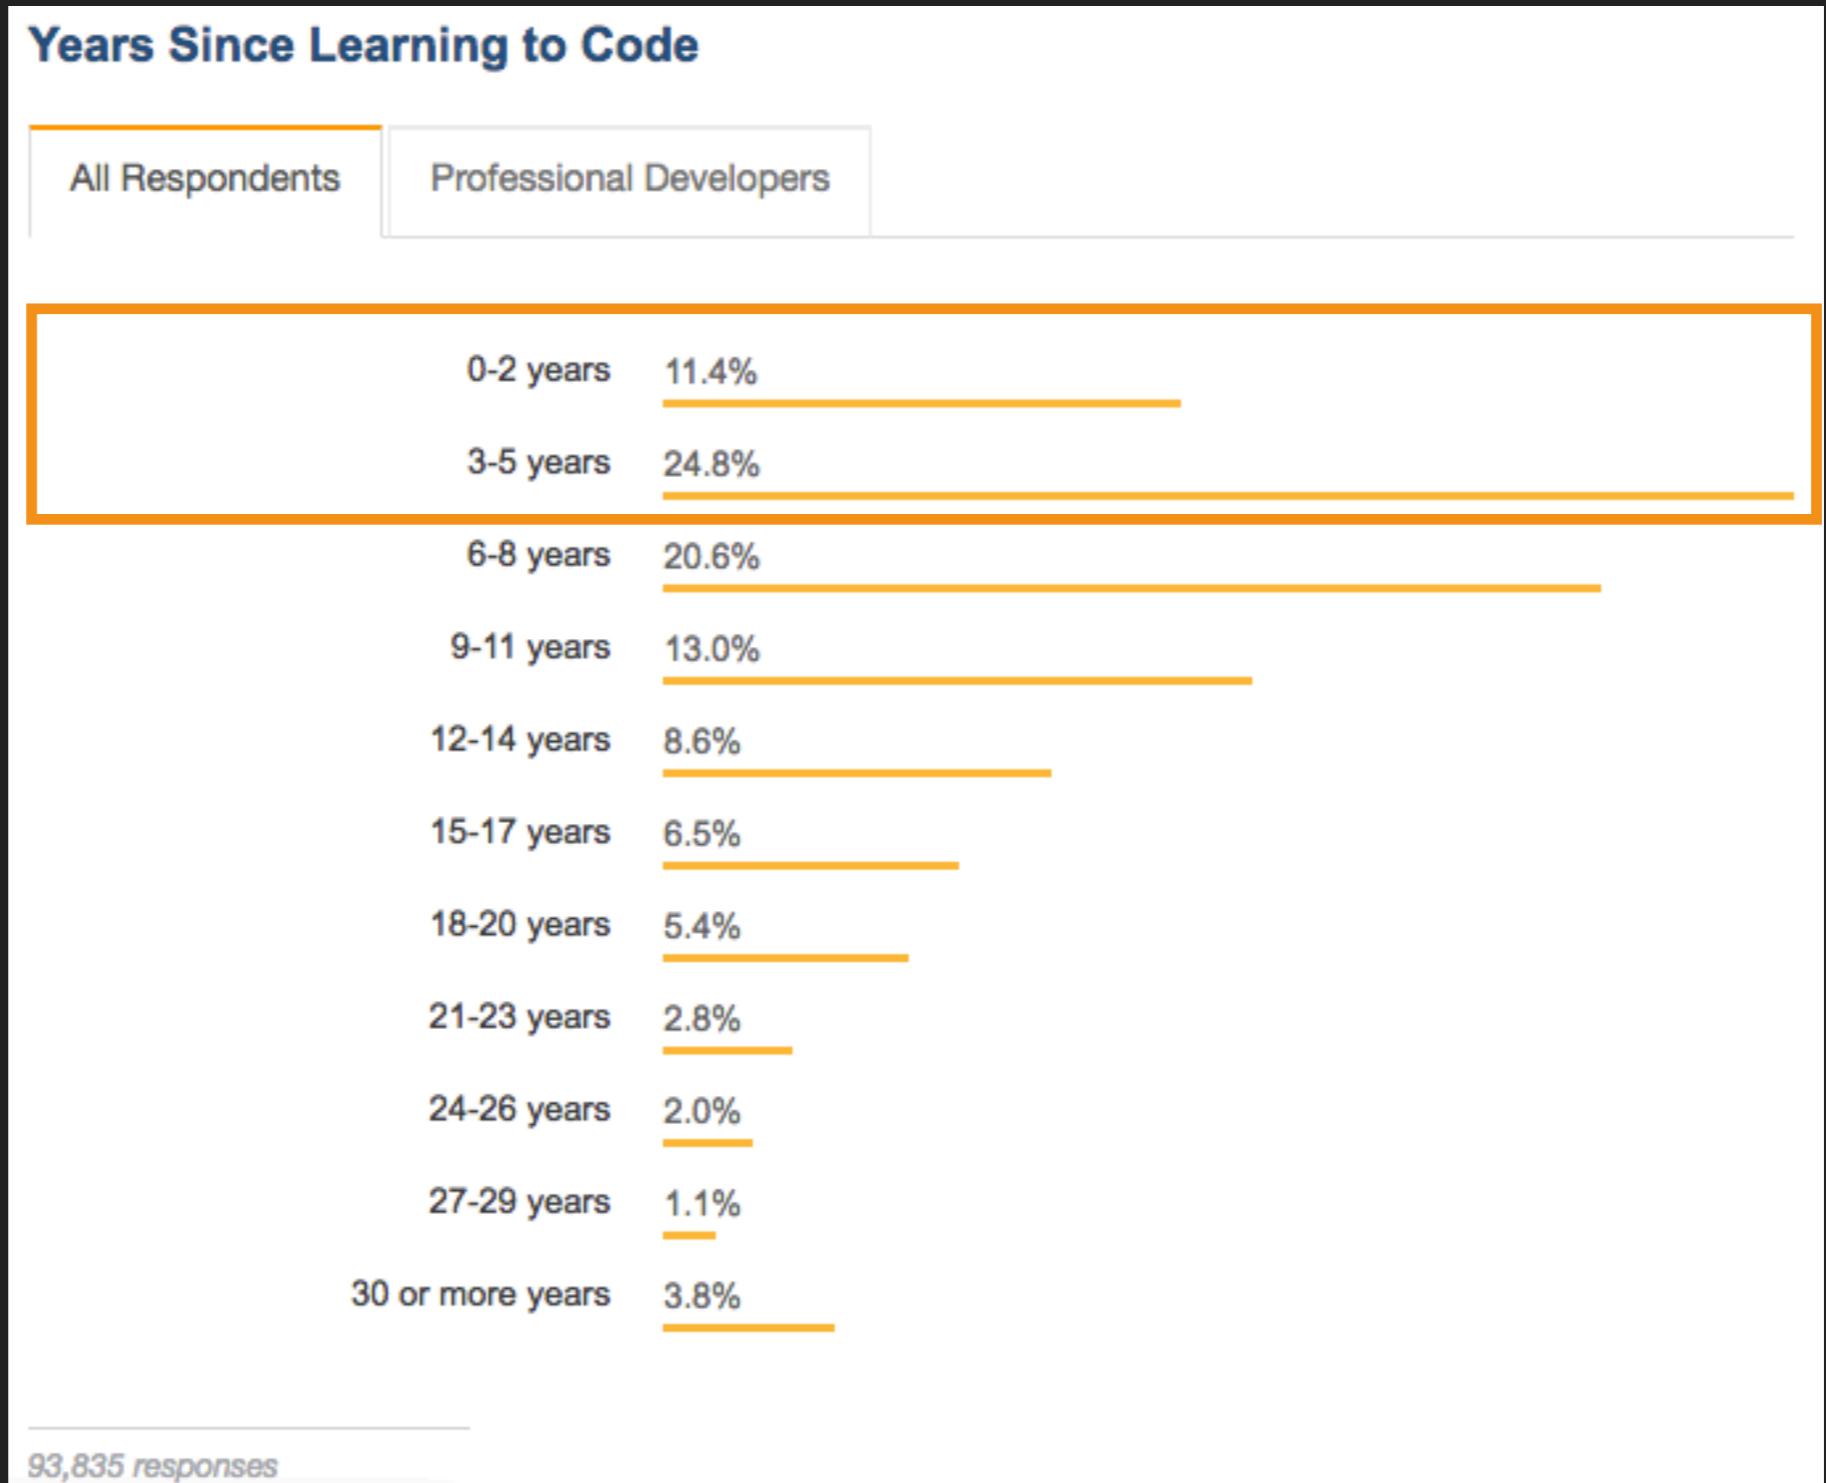 Years Since Learning to Code
All Respondents Professional Developers
0-2 years 11.4%
3-5 years 24.8%
6-8 years 20.6%
9-11 years 13.0%
12-14 years 8.6%
15-17 years 6.5%
18-20 years 5.4%
21-23 years 2.8%
24-26 years 2.0%
27-29 years 1.1%
30 or more years 3.8%
93,835 responses